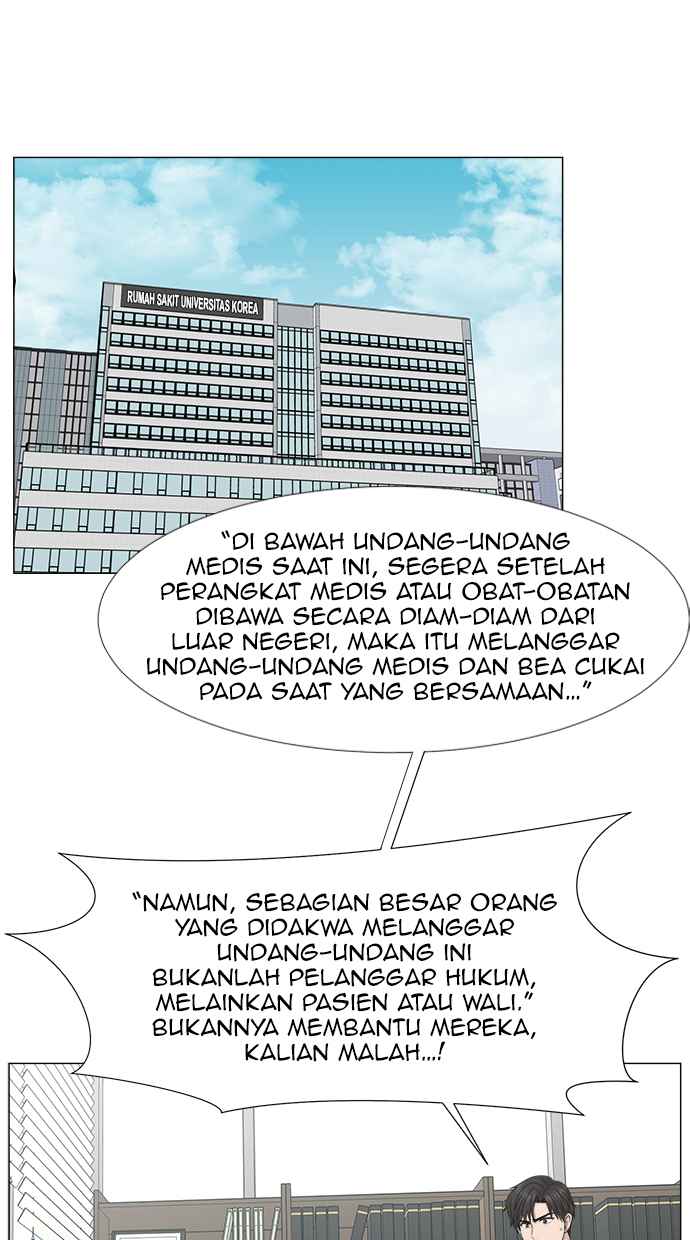 RUMAH SAKIT UNIVERSITAS KOREA
"DI BAWAH UNDANG-UNDANG
MEDIS SAAT INI, SEGERA SETELAH
PERANGKAT MEDIS ATAU OBAT-OBATAN
DIBAWA SECARA DIAM-DIAM DARI
LUAR NEGERI, MAKA ITU MELANGGAR
UNDANG-UNDANG MEDIS DAN BEA CUKAI
PADA SAAT YANG BERSAMAAN..."
"NAMUN, SEBAGIAN BESAR ORANG
YANG DIDAKWA MELANGGAR
UNDANG-UNDANG INI
BUKANLAH PELANGGAR HUKUM,
MELAINKAN PASIEN ATAU WALI."
BUKANNYA MEMBANTU MEREKA,
KALIAN MALAH...!